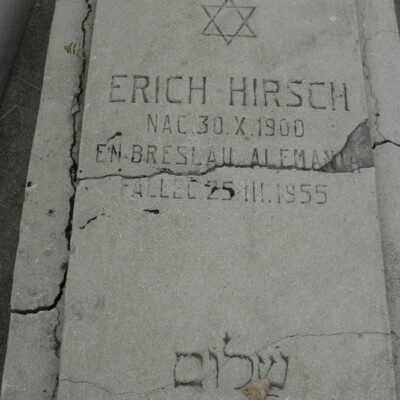 ERICH HIRSCH
NAC. 30.X.1900
EN BRESLAU ALEMANIA
FALLEC. 25.III.1955
שלום